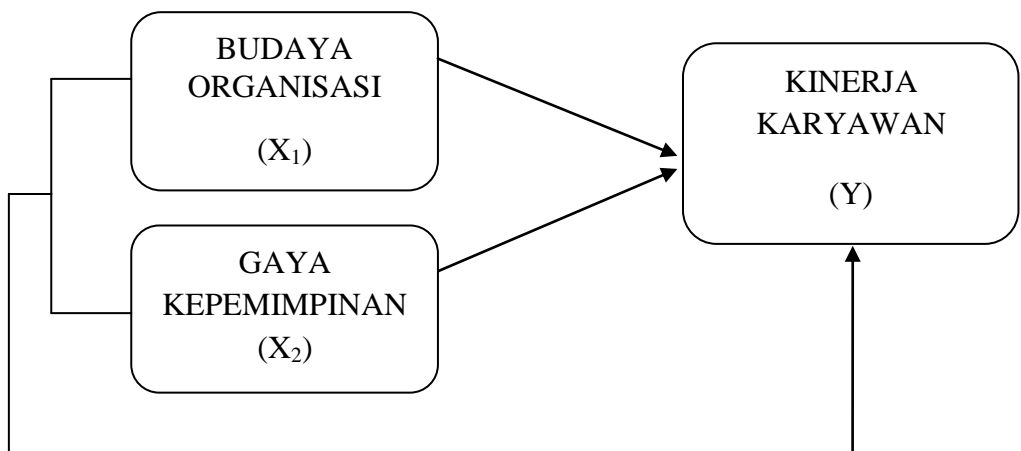 BUDAYA
ORGANISASI
(X₁)
GAYA
KEPEMIMPINAN
(X₂)
KINERJA
KARYAWAN
(Y)